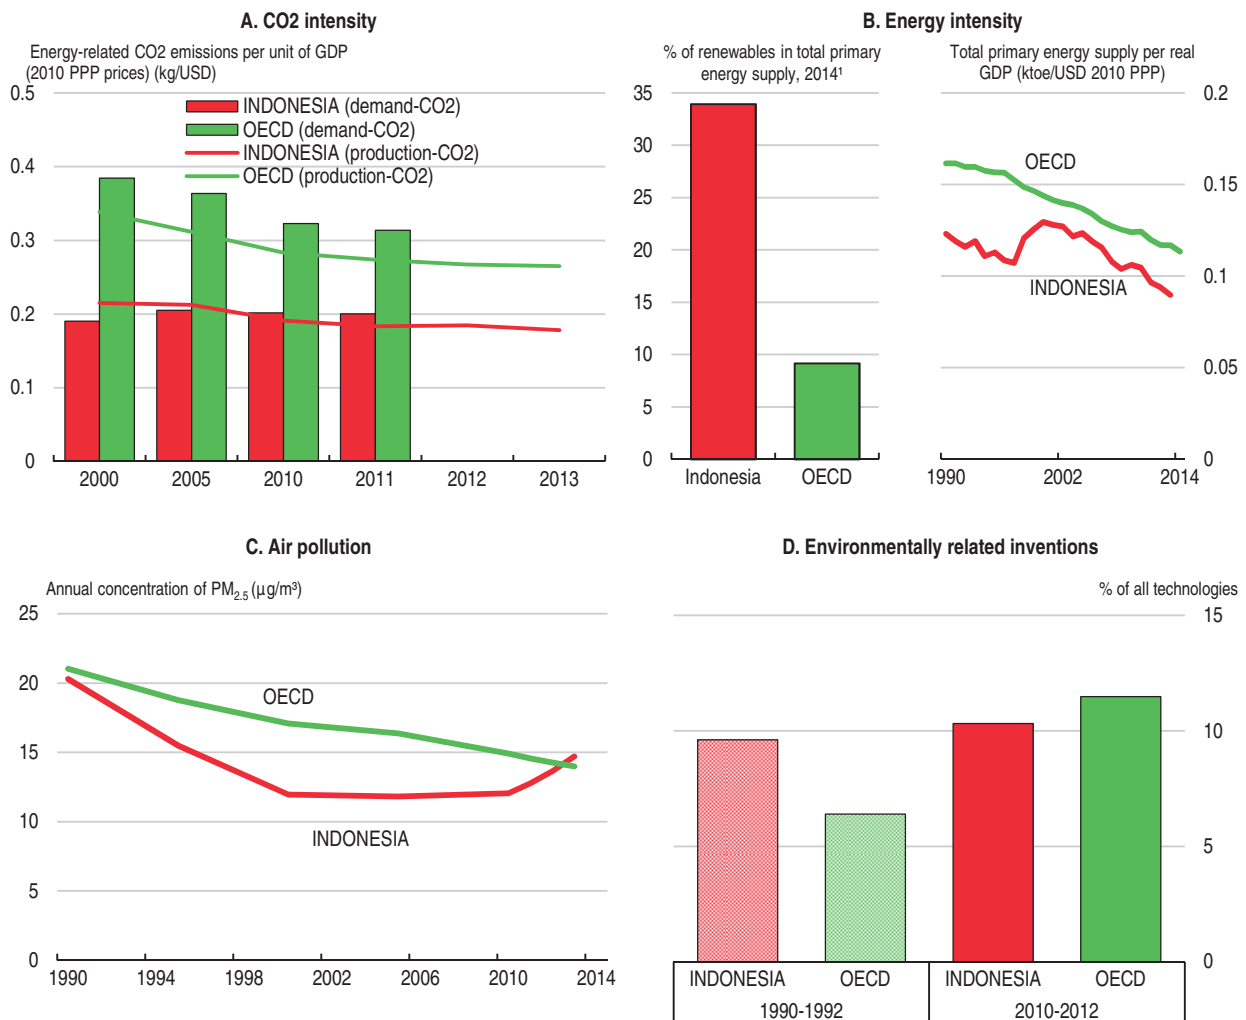 A. CO2 intensity
Energy-related CO2 emissions per unit of GDP
(2010 PPP prices) (kg/USD)
0.5
0.4
0.3
0.2
0.1
0
INDONESIA (demand-CO2)
OECD (demand-CO2)
INDONESIA (production-CO2)
OECD (production-CO2)
2000 2005 2010 2011 2012 2013
B. Energy intensity
% of renewables in total primary
energy supply, 2014¹
35
30
25
20
15
10
5
0
Indonesia OECD
Total primary energy supply per real
GDP (ktoe/USD 2010 PPP)
0.2
0.15
0.1
0.05
0
OECD
INDONESIA
1990 2002 2014
C. Air pollution
Annual concentration of PM₂.₅ (µg/m³)
25
20
15
10
5
0
OECD
INDONESIA
1990 1994 1998 2002 2006 2010 2014
D. Environmentally related inventions
% of all technologies
15
10
5
0
INDONESIA OECD INDONESIA OECD
1990-1992 2010-2012